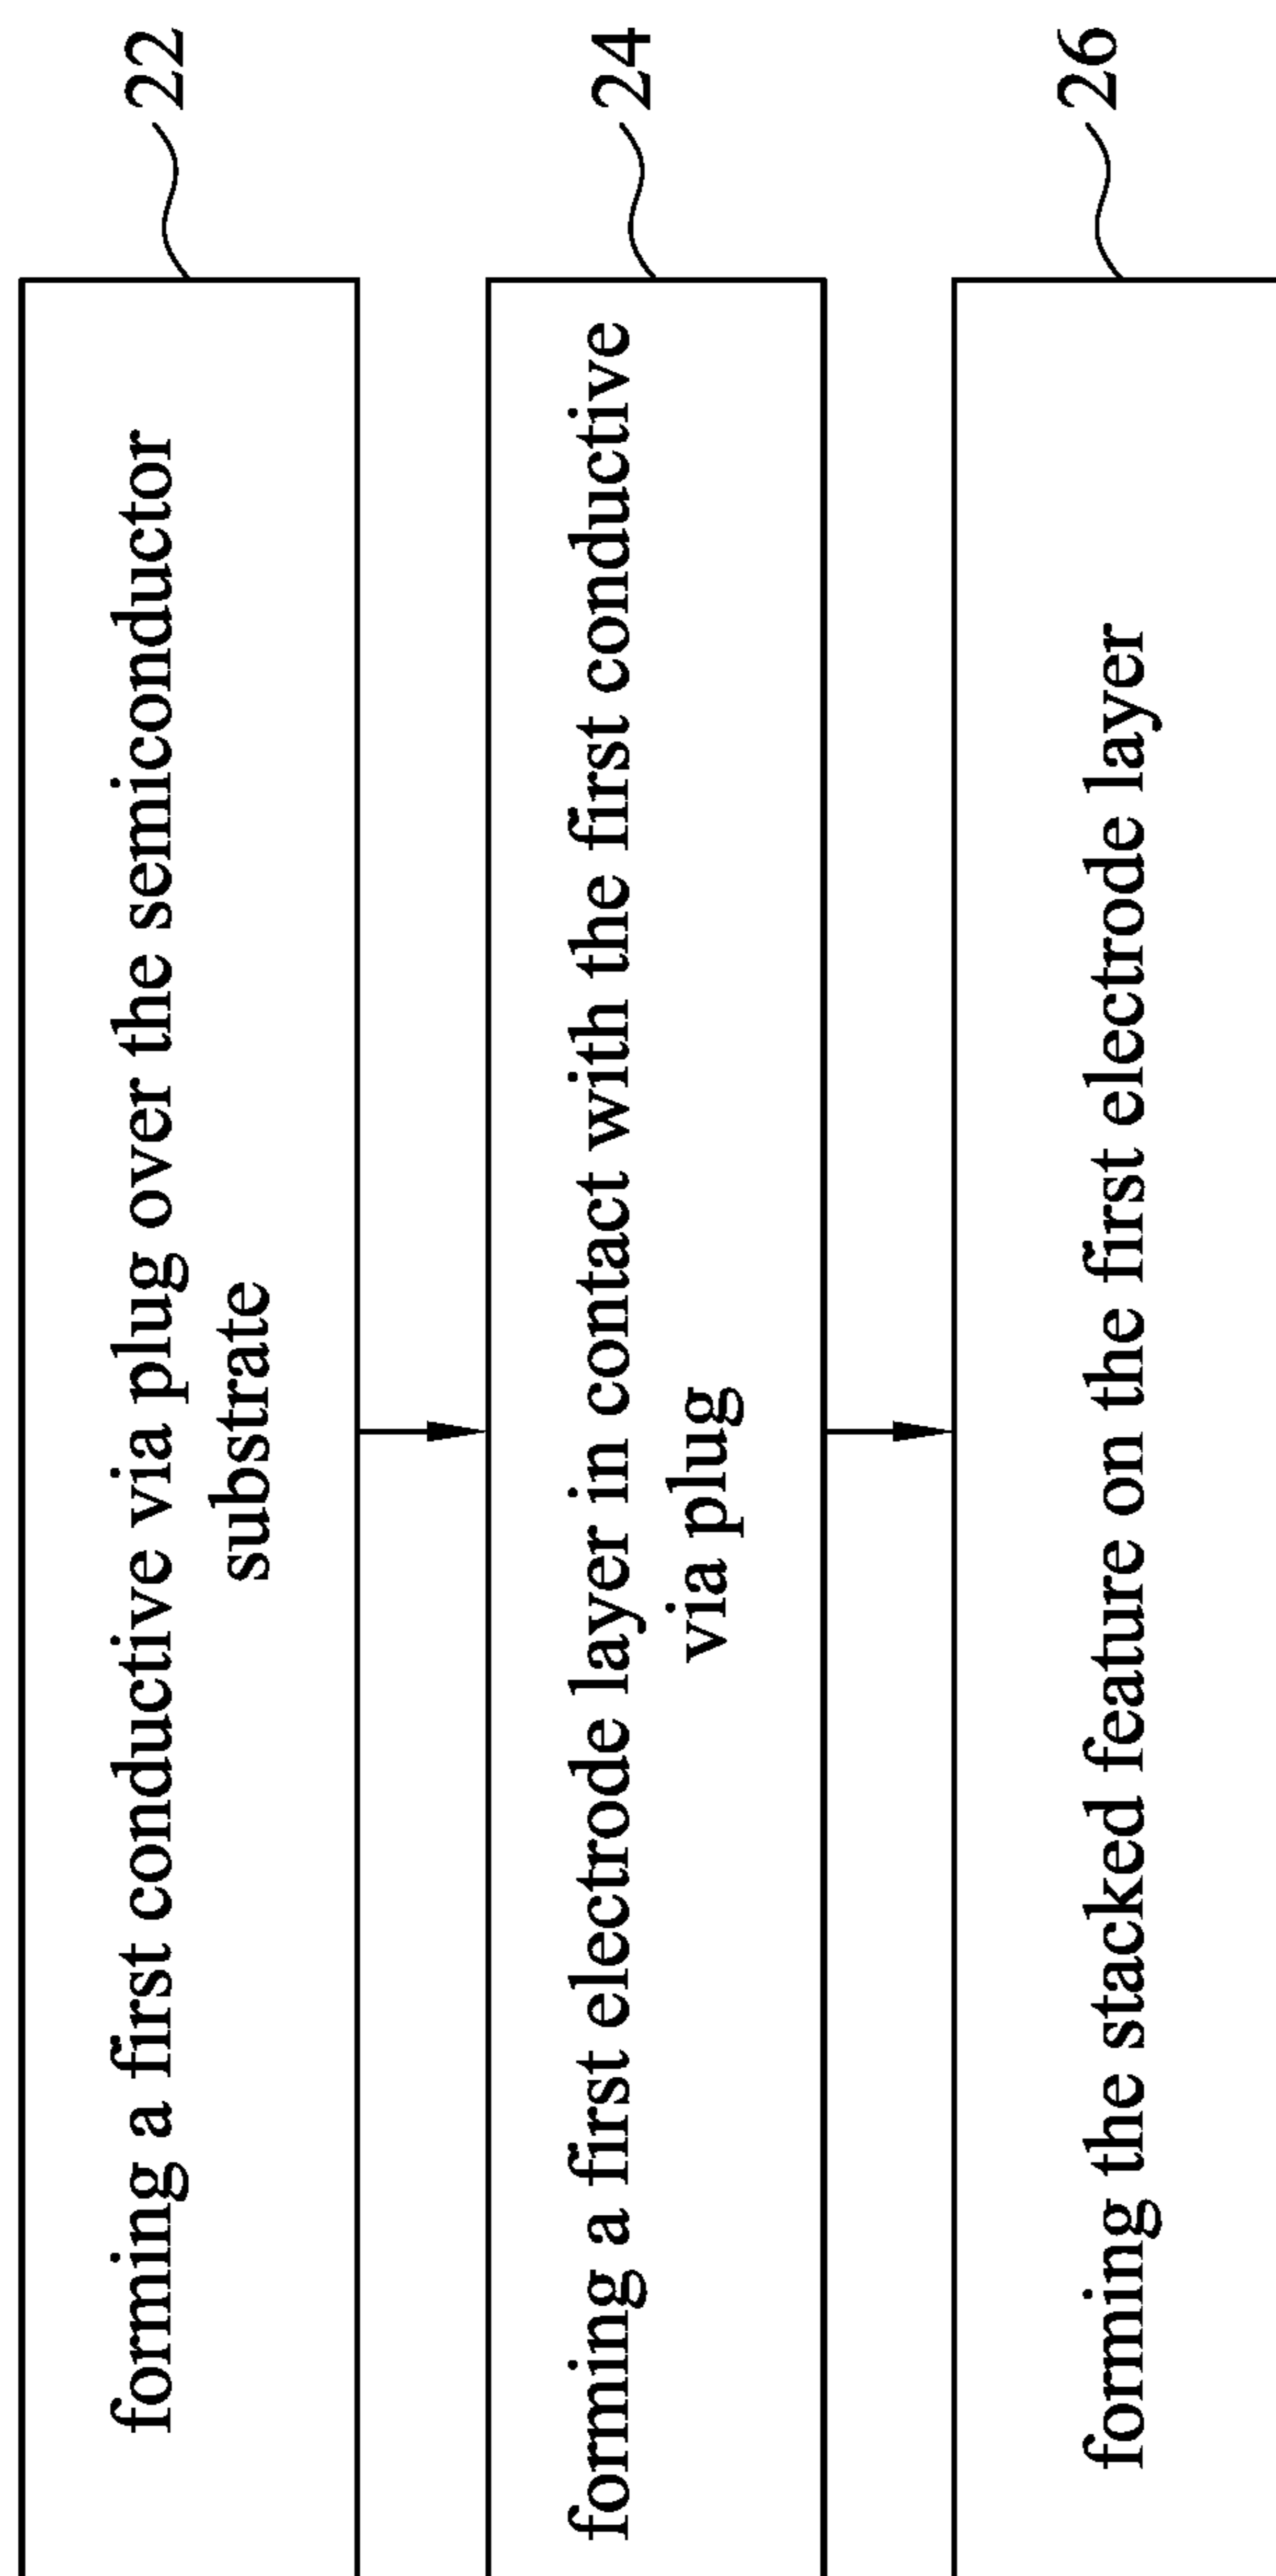 forming a first conductive via plug over the semiconductor
substrate
22
forming a first electrode layer in contact with the first conductive
via plug
24
forming the stacked feature on the first electrode layer
26